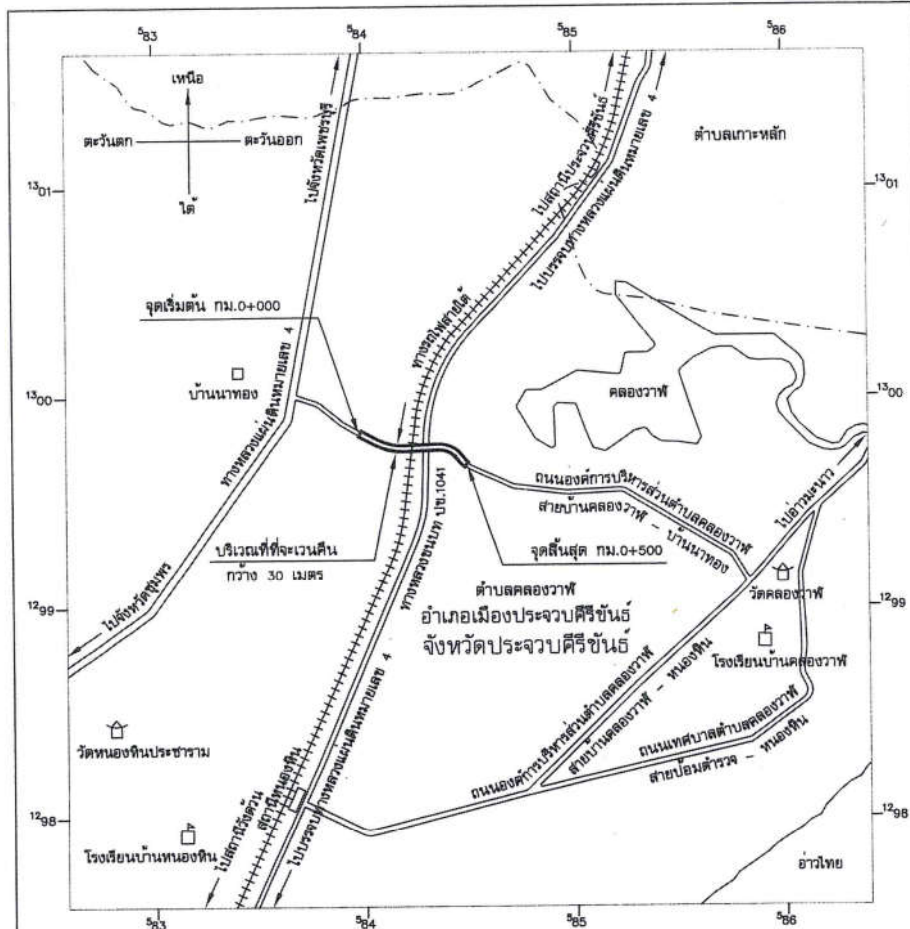 ⁵83 ⁵84 ⁵85 ⁵86
เหนือ
ตะวันตก ตะวันออก
ใต้
ไปจังหวัดเพชรบุรี
ไปสถานีประจวบคีรีขันธ์
ไปบรรจบทางหลวงแผ่นดินหมายเลข 4
ตำบลเกาะหลัก
¹³01 ¹³01
จุดเริ่มต้น กม.0+000
ทางรถไฟสายใต้
บ้านนาทอง
ทางหลวงแผ่นดินหมายเลข 4
คลองวาฬ
¹³00 ¹³00
ถนนองค์การบริหารส่วนตำบลคลองวาฬ
สายบ้านคลองวาฬ - บ้านนาทอง
ไปอ่าวมะนาว
ทางหลวงชนบท ปข.1041
บริเวณที่ที่จะเวนคืน
กว้าง 30 เมตร
จุดสิ้นสุด กม.0+500
วัดคลองวาฬ
ไปจังหวัดชุมพร
¹²99 ¹²99
ตำบลคลองวาฬ
อำเภอเมืองประจวบคีรีขันธ์
จังหวัดประจวบคีรีขันธ์
โรงเรียนบ้านคลองวาฬ
วัดหนองหินประชาราม
ถนนองค์การบริหารส่วนตำบลคลองวาฬ
สายบ้านคลองวาฬ - หนองหิน
ถนนเทศบาลตำบลคลองวาฬ
สายป้อมตำรวจ - หนองหิน
¹²98 ¹²98
ไปสถานีวังด้วน
สถานีหนองหิน
ไปบรรจบทางหลวงแผ่นดินหมายเลข 4
โรงเรียนบ้านหนองหิน
อ่าวไทย
⁵83 ⁵84 ⁵85 ⁵86